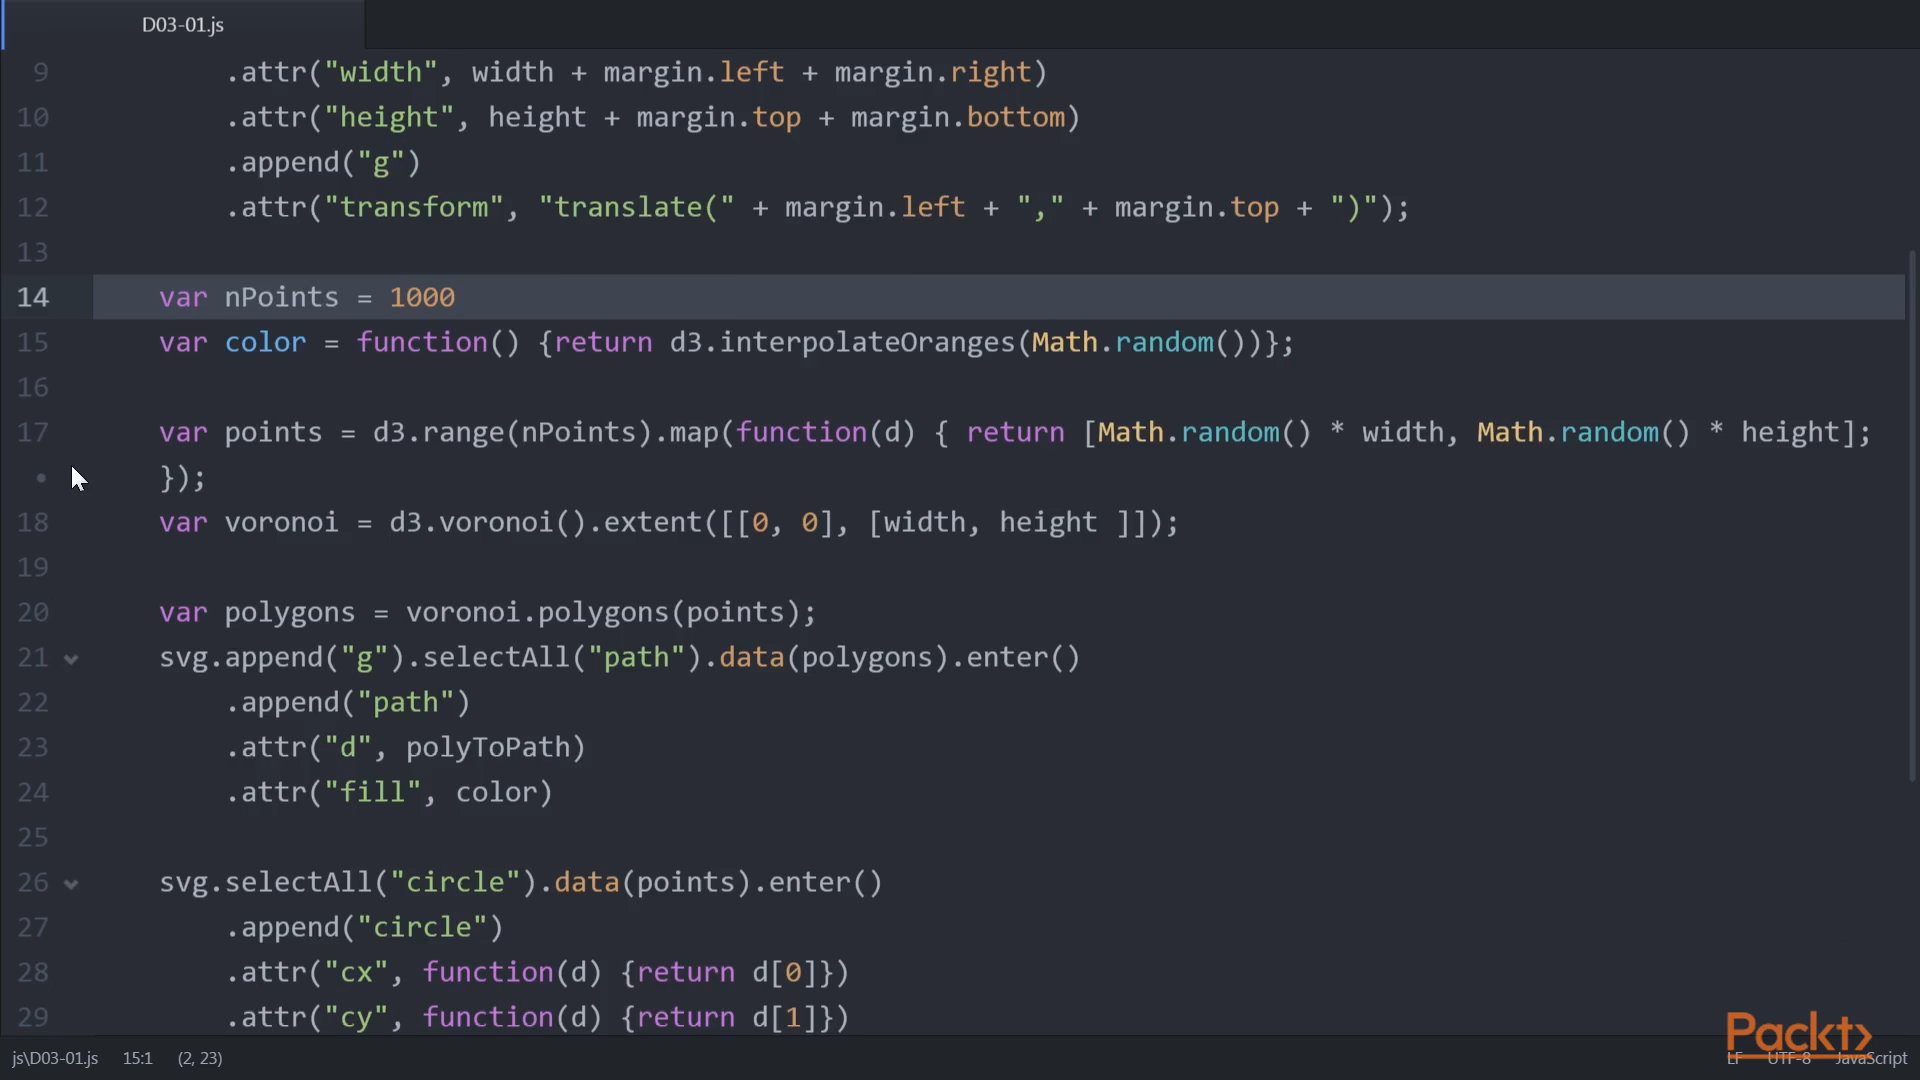 D03-01.js
9 .attr("width", width + margin.left + margin.right)
10 .attr("height", height + margin.top + margin.bottom)
11 .append("g")
12 .attr("transform", "translate(" + margin.left + "," + margin.top + ")");
13
14 var nPoints = 1000
15 var color = function() {return d3.interpolateOranges(Math.random())};
16
17 var points = d3.range(nPoints).map(function(d) { return [Math.random() * width, Math.random() * height];
• });
18 var voronoi = d3.voronoi().extent([[0, 0], [width, height ]]);
19
20 var polygons = voronoi.polygons(points);
21 svg.append("g").selectAll("path").data(polygons).enter()
22 .append("path")
23 .attr("d", polyToPath)
24 .attr("fill", color)
25
26 svg.selectAll("circle").data(points).enter()
27 .append("circle")
28 .attr("cx", function(d) {return d[0]})
29 .attr("cy", function(d) {return d[1]})
Packt>
js\D03-01.js 15:1 (2, 23) LF UTF-8 JavaScript